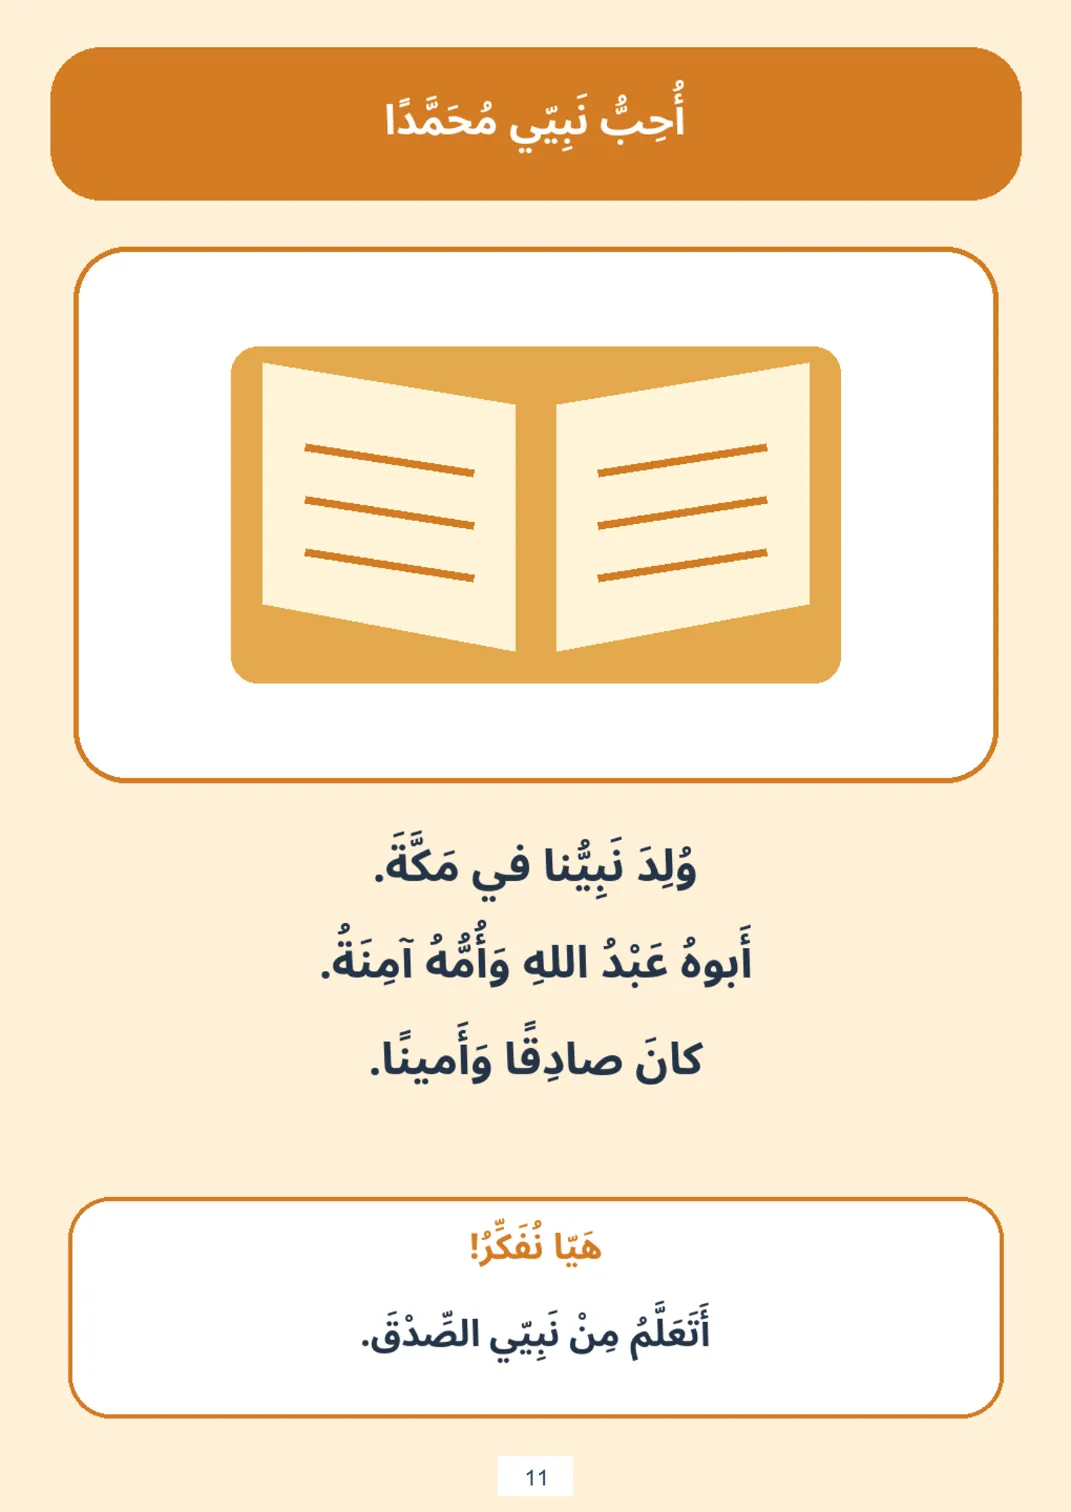 أُحِبُّ نَبِيّي مُحَمَّدًا
وُلِدَ نَبِيُّنا في مَكَّةَ.
أَبوهُ عَبْدُ اللهِ وَأُمُّهُ آمِنَةُ.
كانَ صادِقًا وَأَمينًا.
هَيّا نُفَكِّرُ!
أَتَعَلَّمُ مِنْ نَبِيّي الصِّدْقَ.
11